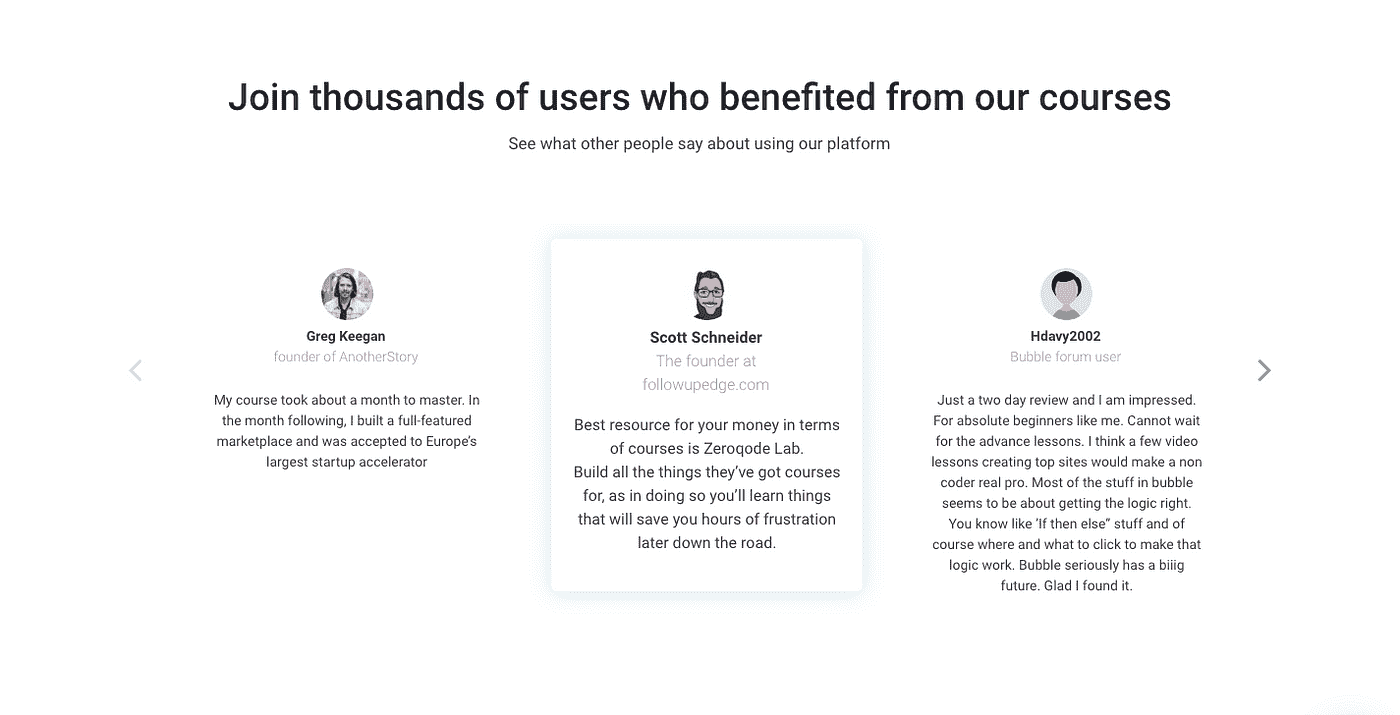 Join thousands of users who benefited from our courses
See what other people say about using our platform
Greg Keegan
founder of AnotherStory
My course took about a month to master. In
the month following, I built a full-featured
marketplace and was accepted to Europe's
largest startup accelerator
Scott Schneider
The founder at
followupedge.com
Best resource for your money in terms
of courses is Zeroqode Lab.
Build all the things they've got courses
for, as in doing so you'll learn things
that will save you hours of frustration
later down the road.
Hdavy2002
Bubble forum user
Just a two day review and I am impressed.
For absolute beginners like me. Cannot wait
for the advance lessons. I think a few video
lessons creating top sites would make a non
coder real pro. Most of the stuff in bubble
seems to be about getting the logic right.
You know like 'If then else" stuff and of
course where and what to click to make that
logic work. Bubble seriously has a biiig
future. Glad I found it.